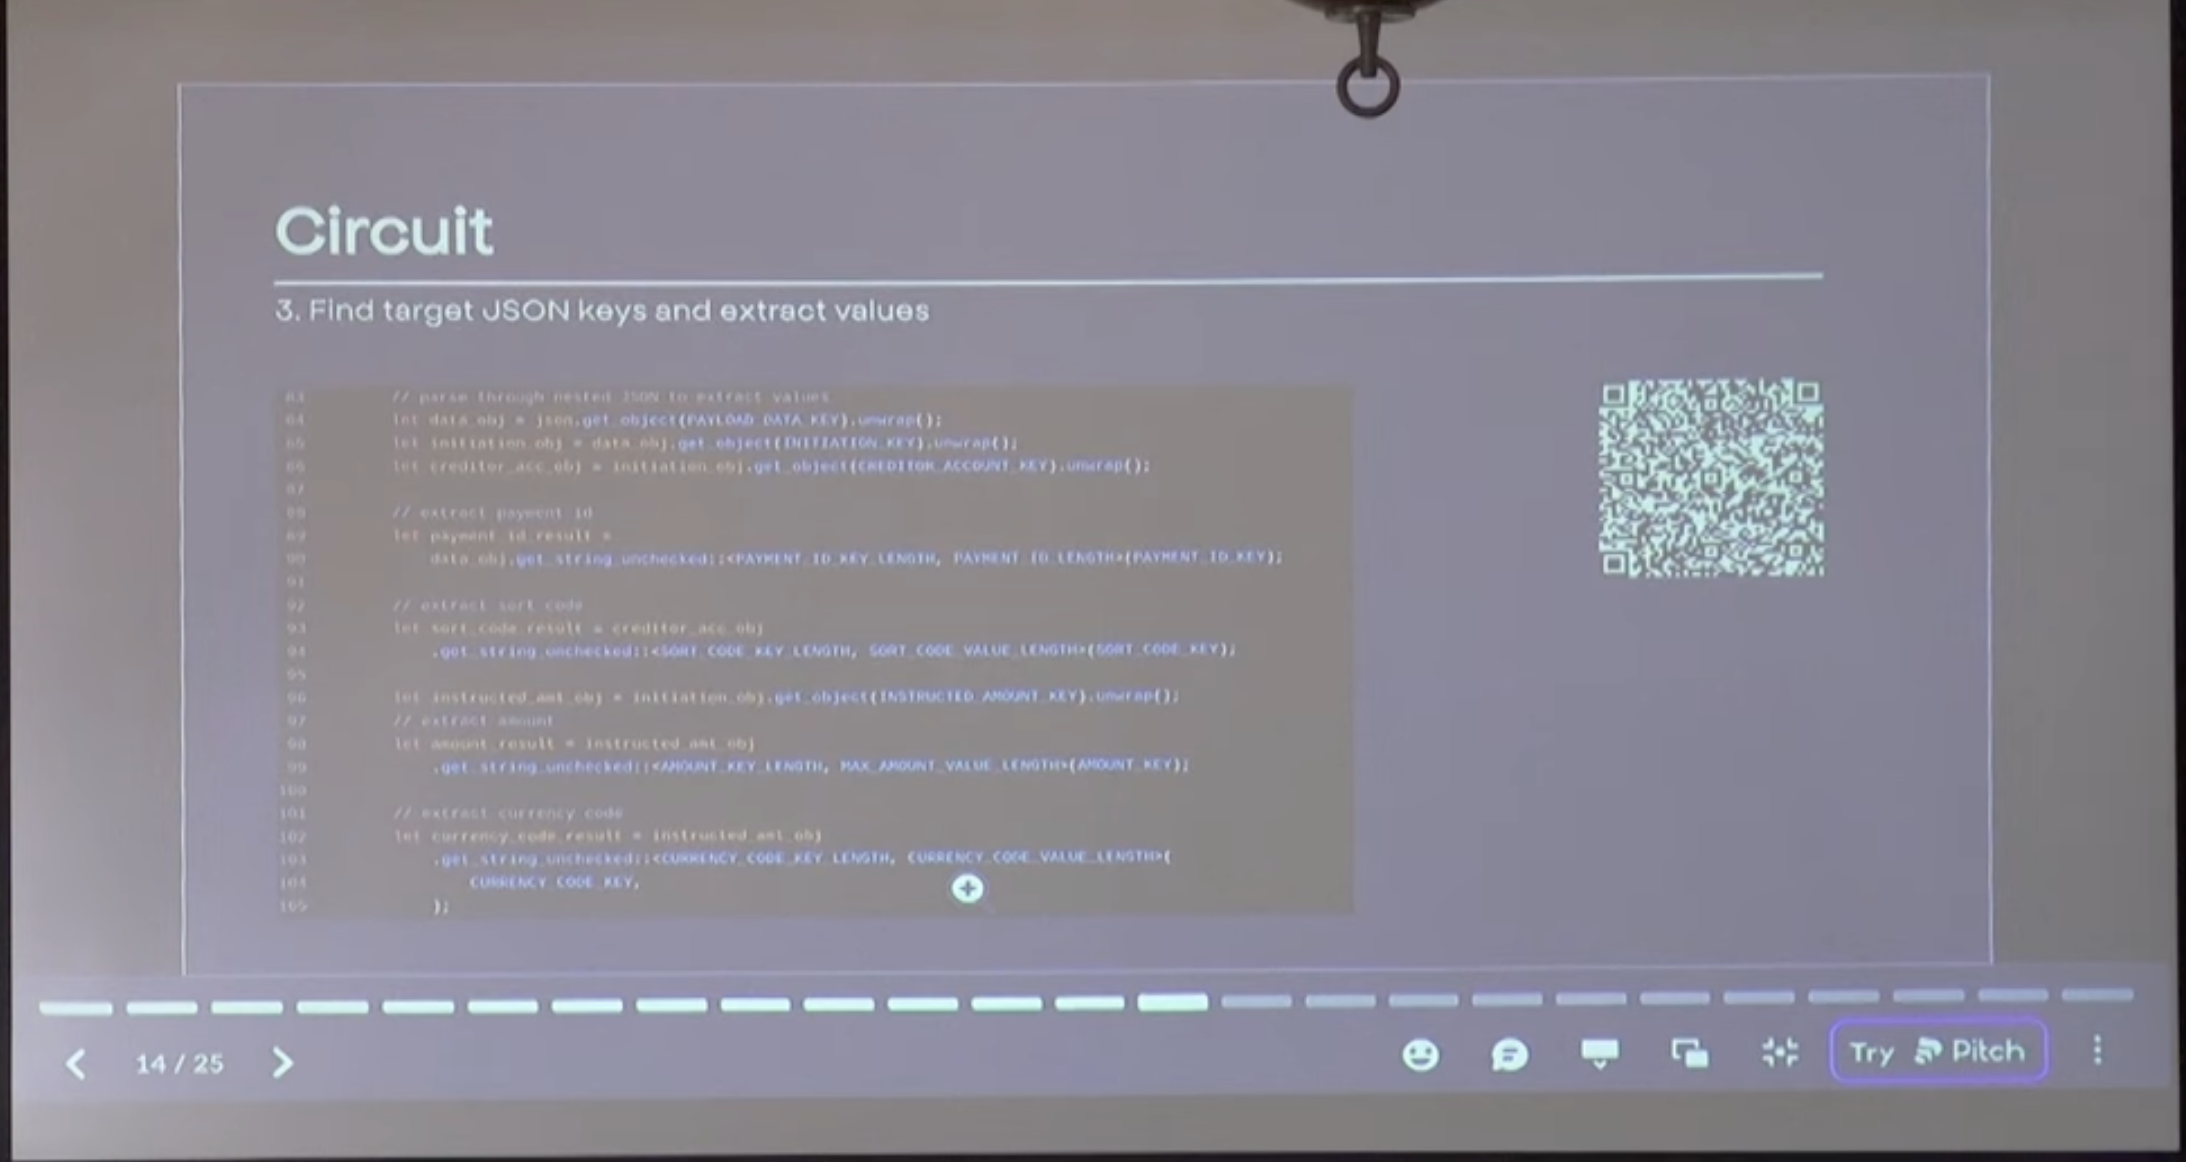 Circuit
3. Find target JSON keys and extract values
83 // parse through nested JSON to extract values
84 let data_obj = json.get_object(PAYLOAD_DATA_KEY).unwrap();
85 let initiation_obj = data_obj.get_object(INITIATION_KEY).unwrap();
86 let creditor_acc_obj = initiation_obj.get_object(CREDITOR_ACCOUNT_KEY).unwrap();
87
88 // extract payment id
89 let payment_id_result =
90 data_obj.get_string_unchecked::<PAYMENT_ID_KEY_LENGTH, PAYMENT_ID_LENGTH>(PAYMENT_ID_KEY);
91
92 // extract sort code
93 let sort_code_result = creditor_acc_obj
94 .get_string_unchecked::<SORT_CODE_KEY_LENGTH, SORT_CODE_VALUE_LENGTH>(SORT_CODE_KEY);
95
96 let instructed_amt_obj = initiation_obj.get_object(INSTRUCTED_AMOUNT_KEY).unwrap();
97 // extract amount
98 let amount_result = instructed_amt_obj
99 .get_string_unchecked::<AMOUNT_KEY_LENGTH, MAX_AMOUNT_VALUE_LENGTH>(AMOUNT_KEY);
100
101 // extract currency code
102 let currency_code_result = instructed_amt_obj
103 .get_string_unchecked::<CURRENCY_CODE_KEY_LENGTH, CURRENCY_CODE_VALUE_LENGTH>(
104 CURRENCY_CODE_KEY,
105 );
14 / 25
Try Pitch